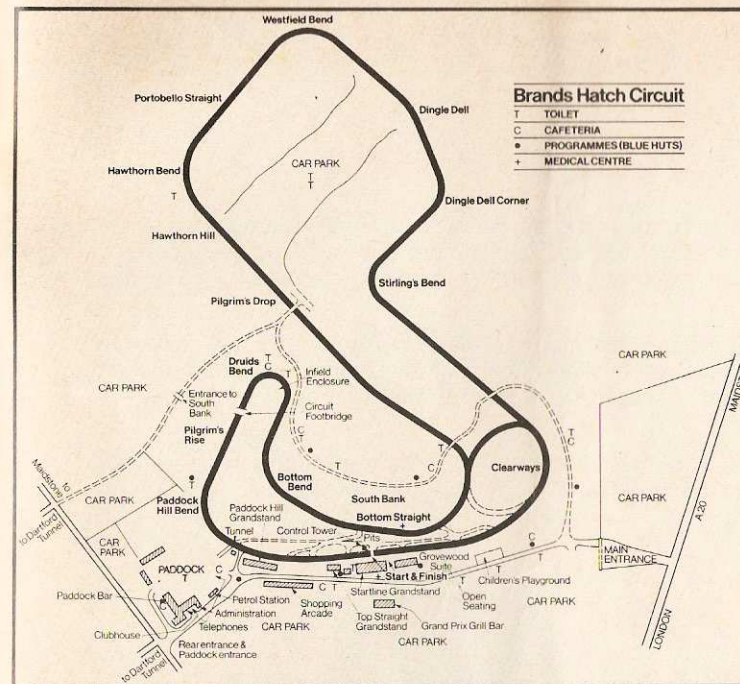 Westfield Bend
Portobello Straight
Dingle Dell
Brands Hatch Circuit
T TOILET
C CAFETERIA
● PROGRAMMES (BLUE HUTS)
+ MEDICAL CENTRE
CAR PARK
T
T
Hawthorn Bend
T
Dingle Dell Corner
Hawthorn Hill
Stirling's Bend
Pilgrim's Drop
CAR PARK
Druids
Bend
T
C
T
Infield
Enclosure
CAR PARK
Entrance to
South
Bank
Circuit
Footbridge
Pilgrim's
Rise
MAIDST
C
T
T
T
C
C
Clearways
Maidstone to
to Dartford
Tunnel
CAR PARK
T
Paddock
Hill Bend
Bottom
Bend
South Bank
Bottom Straight
CAR PARK
A 20
Paddock Hill
Grandstand
Tunnel
Control Tower
Pits
CAR
PARK
PADDOCK
T
C
Grovewood
Suite
C
MAIN
ENTRANCE
Start & Finish
T
C T
T
T
Children's Playground
Petrol Station
Startline Grandstand
Paddock Bar
C
Administration
Shopping
Arcade
Open
Seating
CAR PARK
Telephones
CAR PARK
Top Straight
Grandstand
Grand Prix Grill Bar
Clubhouse
CAR PARK
Rear entrance &
Paddock entrance
to Dartford
Tunnel
LONDON